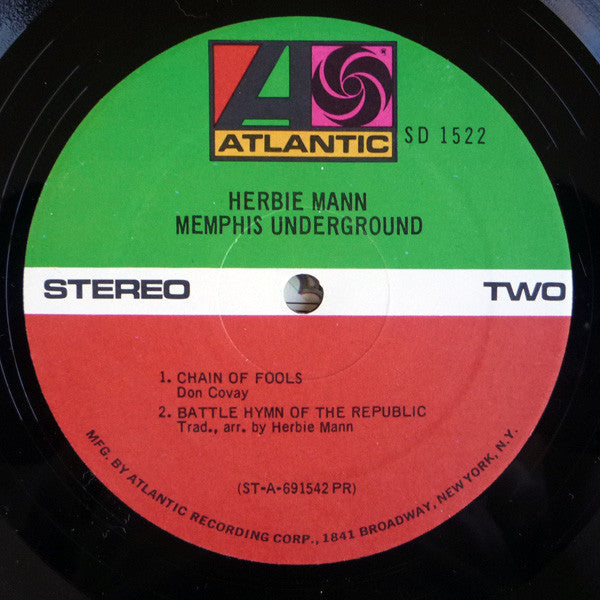 ATLANTIC
SD 1522
HERBIE MANN
MEMPHIS UNDERGROUND
STEREO
TWO
1. CHAIN OF FOOLS
Don Covay
2. BATTLE HYMN OF THE REPUBLIC
Trad., arr. by Herbie Mann
(ST-A-691542 PR)
MFG. BY ATLANTIC RECORDING CORP., 1841 BROADWAY, NEW YORK, N.Y.